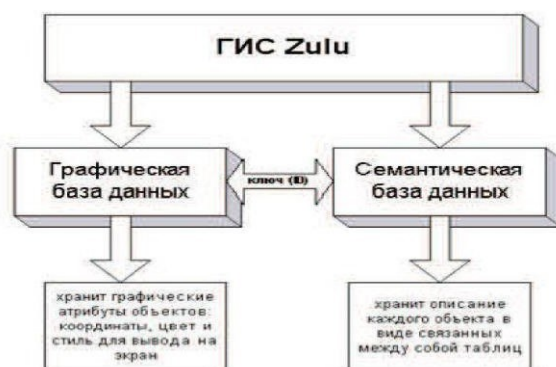 ГИС Zulu
Графическая
база данных
ключ (ID)
Семантическая
база данных
хранит графические
атрибуты объектов:
координаты, цвет и
стиль для вывода на
экран
хранит описание
каждого объекта в
виде связанных
между собой таблиц